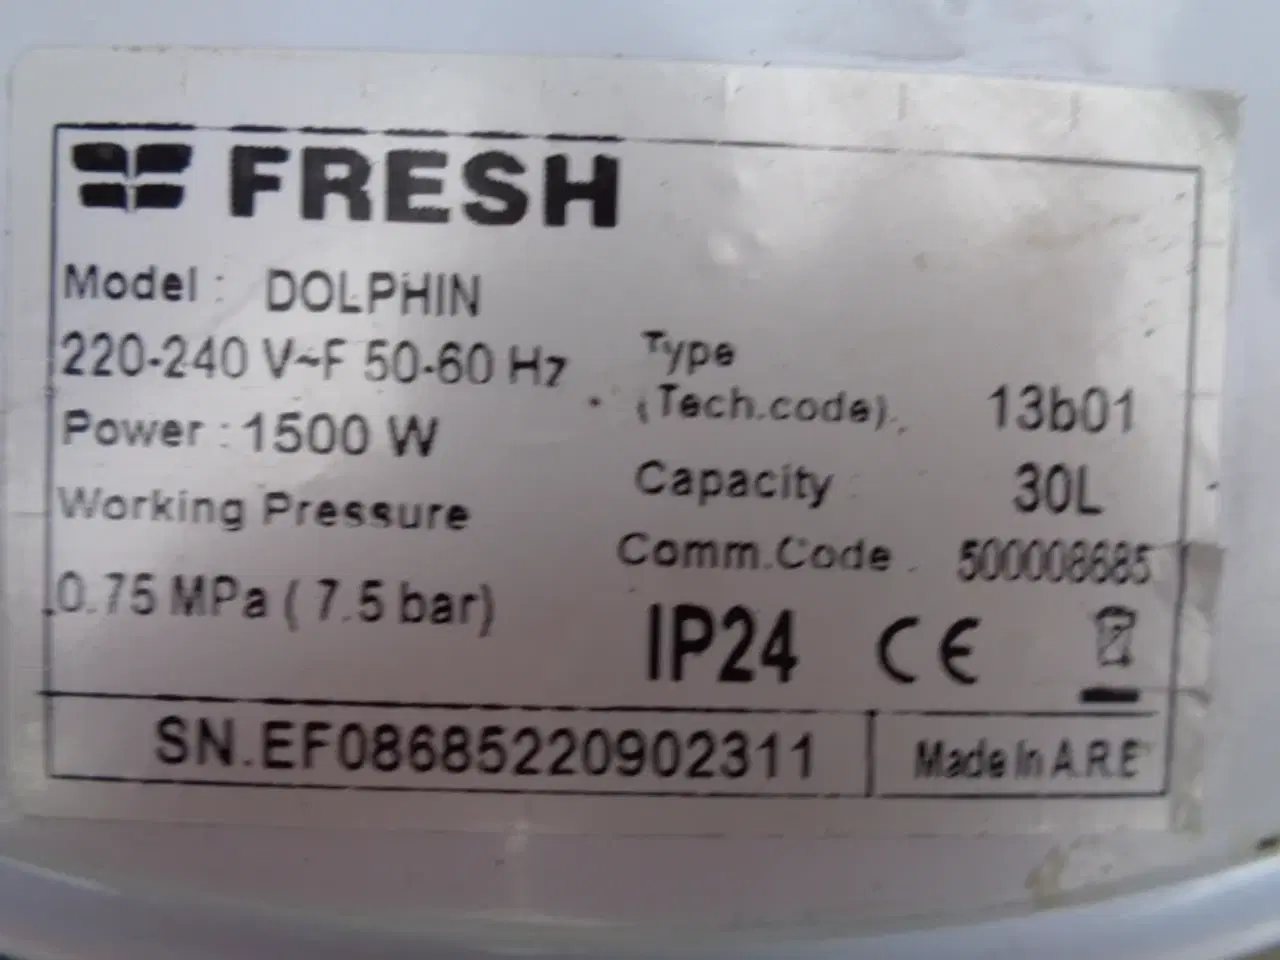 FRESH
Model : DOLPHIN
220-240 V~F 50-60 Hz
Power : 1500 W
Working Pressure
0.75 MPa ( 7.5 bar)
Type
(Tech.code). 13b01
Capacity : 30L
Comm.Code . 500008685
IP24 CE
SN.EF08685220902311
Made In A.R.E